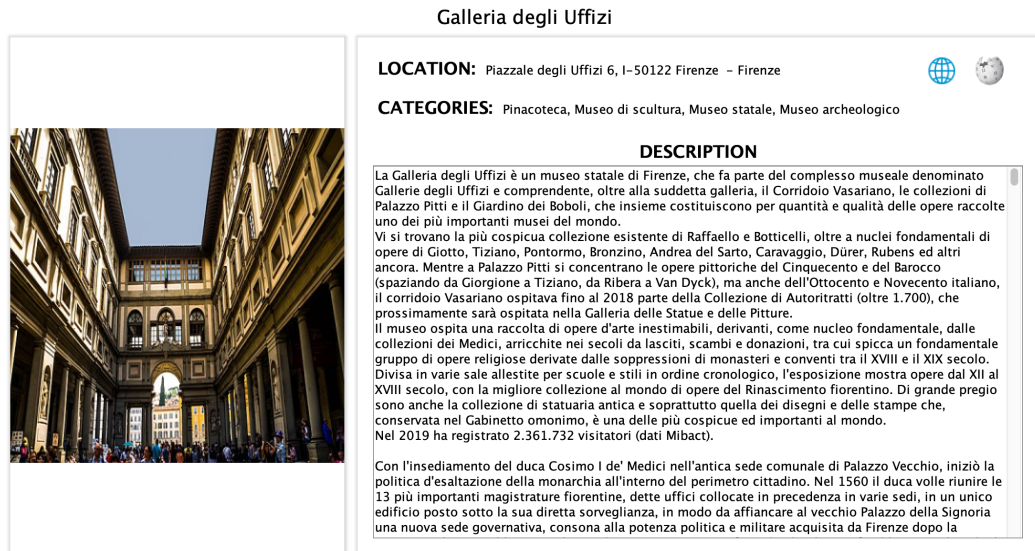 Galleria degli Uffizi
LOCATION: Piazzale degli Uffizi 6, I-50122 Firenze – Firenze
CATEGORIES: Pinacoteca, Museo di scultura, Museo statale, Museo archeologico
DESCRIPTION
La Galleria degli Uffizi è un museo statale di Firenze, che fa parte del complesso museale denominato
Gallerie degli Uffizi e comprendente, oltre alla suddetta galleria, il Corridoio Vasariano, le collezioni di
Palazzo Pitti e il Giardino dei Boboli, che insieme costituiscono per quantità e qualità delle opere raccolte
uno dei più importanti musei del mondo.
Vi si trovano la più cospicua collezione esistente di Raffaello e Botticelli, oltre a nuclei fondamentali di
opere di Giotto, Tiziano, Pontormo, Bronzino, Andrea del Sarto, Caravaggio, Dürer, Rubens ed altri
ancora. Mentre a Palazzo Pitti si concentrano le opere pittoriche del Cinquecento e del Barocco
(spaziando da Giorgione a Tiziano, da Ribera a Van Dyck), ma anche dell'Ottocento e Novecento italiano,
il corridoio Vasariano ospitava fino al 2018 parte della Collezione di Autoritratti (oltre 1.700), che
prossimamente sarà ospitata nella Galleria delle Statue e delle Pitture.
Il museo ospita una raccolta di opere d'arte inestimabili, derivanti, come nucleo fondamentale, dalle
collezioni dei Medici, arricchite nei secoli da lasciti, scambi e donazioni, tra cui spicca un fondamentale
gruppo di opere religiose derivate dalle soppressioni di monasteri e conventi tra il XVIII e il XIX secolo.
Divisa in varie sale allestite per scuole e stili in ordine cronologico, l'esposizione mostra opere dal XII al
XVIII secolo, con la migliore collezione al mondo di opere del Rinascimento fiorentino. Di grande pregio
sono anche la collezione di statuaria antica e soprattutto quella dei disegni e delle stampe che,
conservata nel Gabinetto omonimo, è una delle più cospicue ed importanti al mondo.
Nel 2019 ha registrato 2.361.732 visitatori (dati Mibact).
Con l'insediamento del duca Cosimo I de' Medici nell'antica sede comunale di Palazzo Vecchio, iniziò la
politica d'esaltazione della monarchia all'interno del perimetro cittadino. Nel 1560 il duca volle riunire le
13 più importanti magistrature fiorentine, dette uffici collocate in precedenza in varie sedi, in un unico
edificio posto sotto la sua diretta sorveglianza, in modo da affiancare al vecchio Palazzo della Signoria
una nuova sede governativa, consona alla potenza politica e militare acquisita da Firenze dopo la